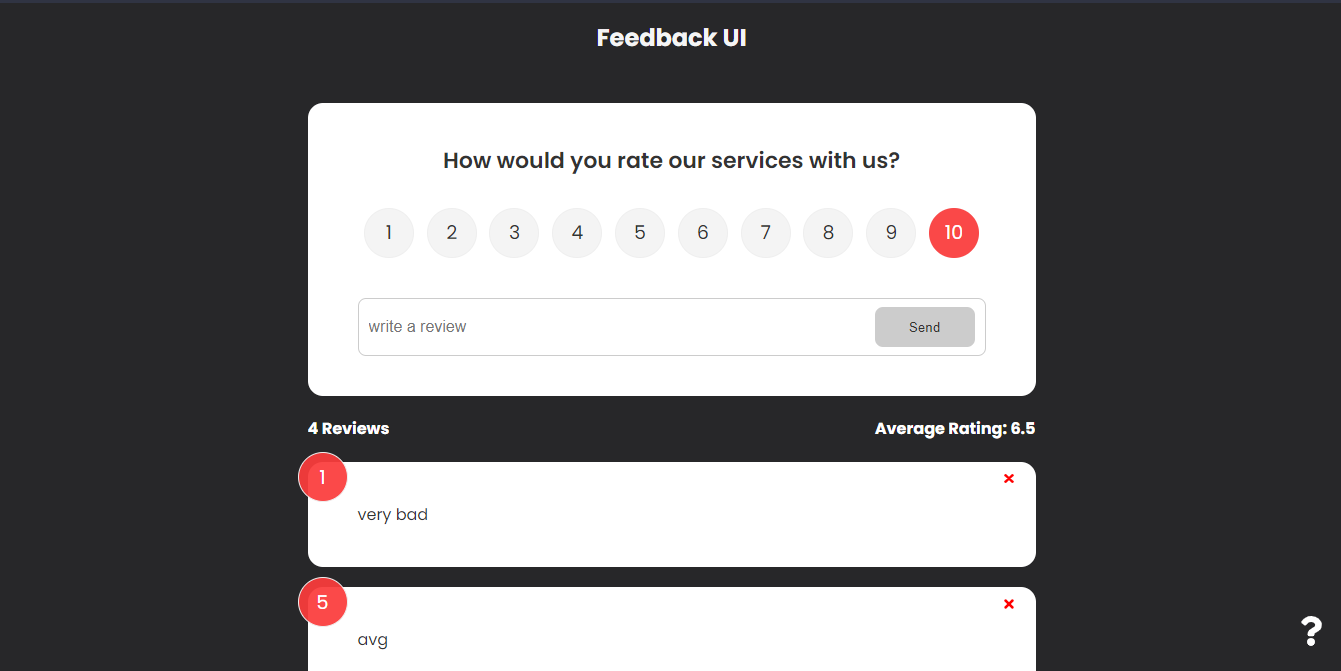 Feedback UI
How would you rate our services with us?
1 2 3 4 5 6 7 8 9 10
write a review Send
4 Reviews Average Rating: 6.5
1
very bad
5
avg
?